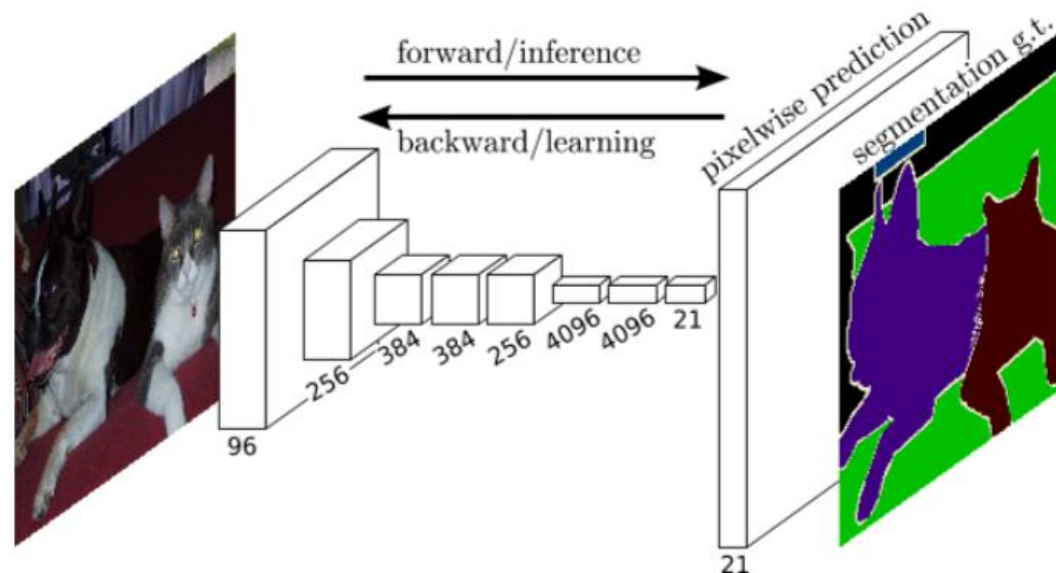 forward/inference
backward/learning
pixelwise prediction
segmentation g.t.
96
256
384
384
256
4096
4096
21
21